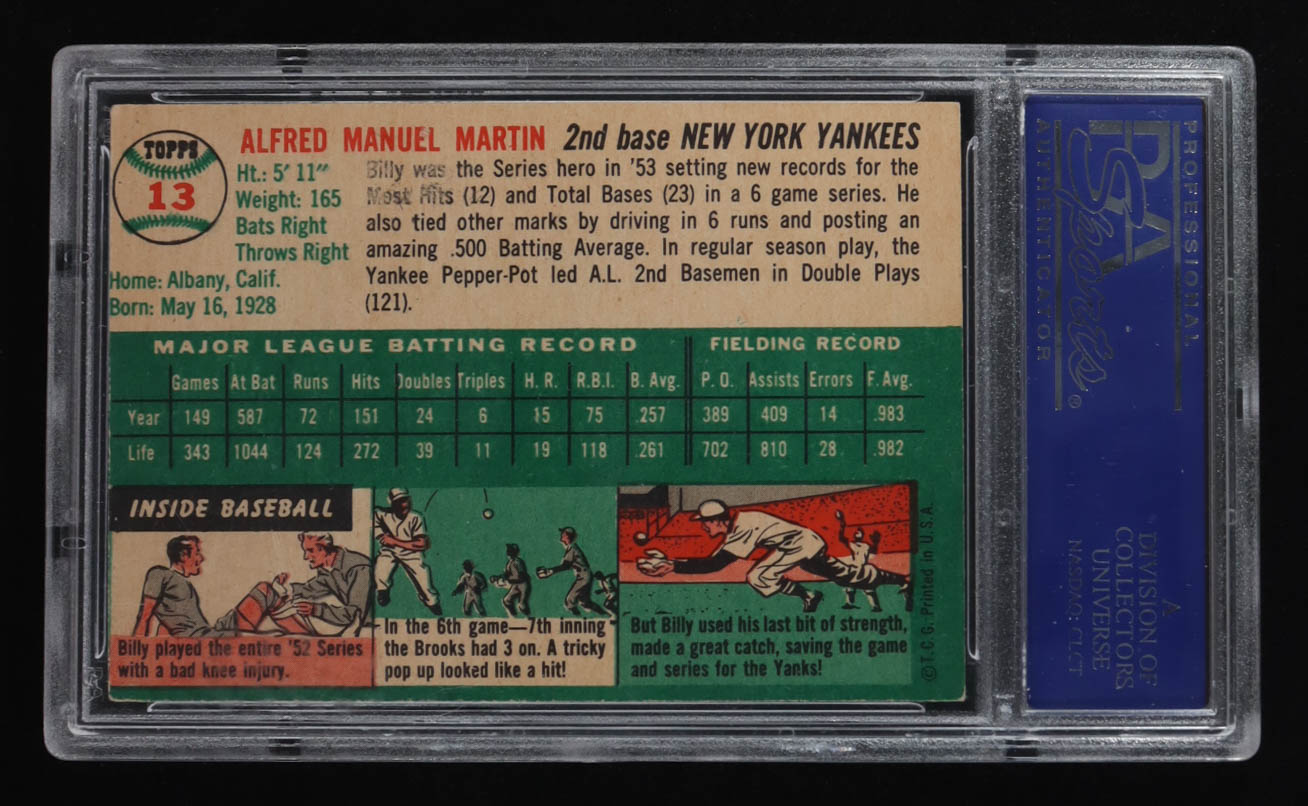 TOPPS
13
ALFRED MANUEL MARTIN 2nd base NEW YORK YANKEES
Ht.: 5' 11"
Weight: 165
Bats Right
Throws Right
Home: Albany, Calif.
Born: May 16, 1928
Billy was the Series hero in '53 setting new records for the
Most Hits (12) and Total Bases (23) in a 6 game series. He
also tied other marks by driving in 6 runs and posting an
amazing .500 Batting Average. In regular season play, the
Yankee Pepper-Pot led A.L. 2nd Basemen in Double Plays
(121).
MAJOR LEAGUE BATTING RECORD FIELDING RECORD
Games At Bat Runs Hits Doubles Triples H. R. R.B.I. B. Avg. P. O. Assists Errors F. Avg.
Year 149 587 72 151 24 6 15 75 .257 389 409 14 .983
Life 343 1044 124 272 39 11 19 118 .261 702 810 28 .982
INSIDE BASEBALL
Billy played the entire '52 Series
with a bad knee injury.
In the 6th game—7th inning
the Brooks had 3 on. A tricky
pop up looked like a hit!
But Billy used his last bit of strength,
made a great catch, saving the game
and series for the Yanks!
© T.C.G. Printed in U.S.A.
PROFESSIONAL
PSA
Sports ®
AUTHENTICATOR
A
DIVISION OF
COLLECTORS
UNIVERSE
NASDAQ: CLCT